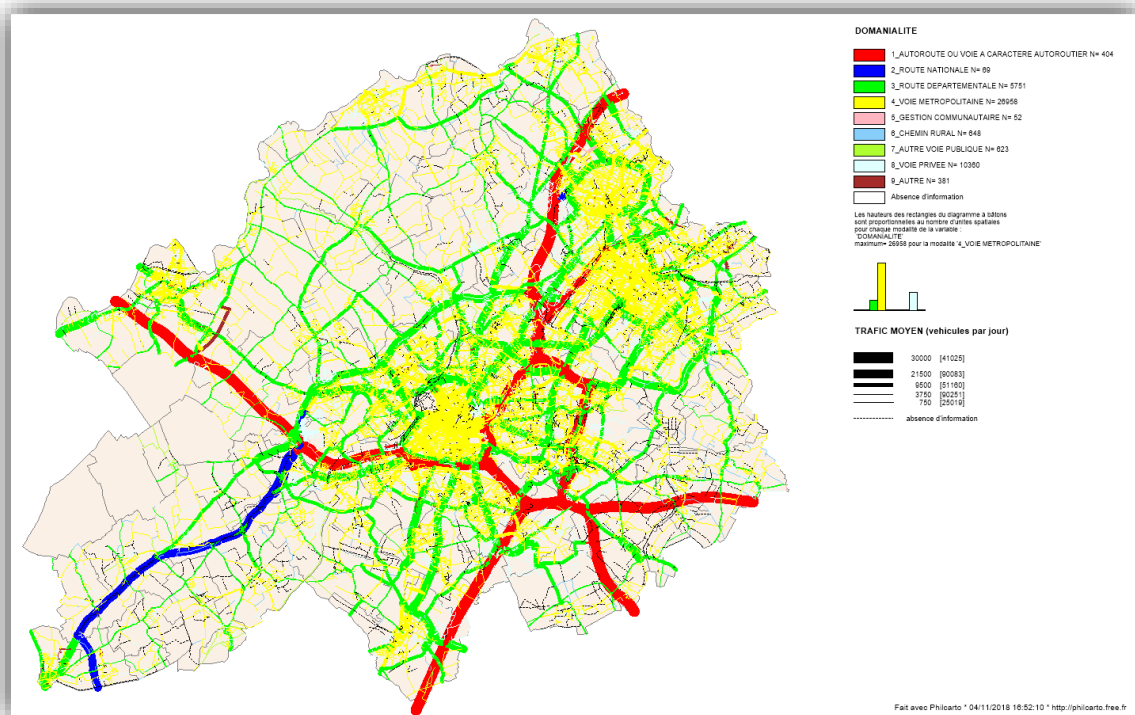 DOMANIALITE
1_AUTOROUTE OU VOIE A CARACTERE AUTOROUTIER N= 404
2_ROUTE NATIONALE N= 69
3_ROUTE DEPARTEMENTALE N= 5751
4_VOIE METROPOLITAINE N= 26958
5_GESTION COMMUNAUTAIRE N= 52
6_CHEMIN RURAL N= 648
7_AUTRE VOIE PUBLIQUE N= 623
8_VOIE PRIVEE N= 10360
9_AUTRE N= 381
Absence d'information
Les hauteurs des rectangles du diagramme à bâtons
sont proportionnelles au nombre d'unites spatiales
pour chaque modalité de la variable :
'DOMANIALITE'
maximum= 26958 pour la modalité '4_VOIE METROPOLITAINE'
TRAFIC MOYEN (vehicules par jour)
30000 [41025]
21500 [90083]
9500 [51160]
3750 [90251]
750 [25019]
absence d'information
Fait avec Philcarto * 04/11/2018 16:52:10 * http://philcarto.free.fr